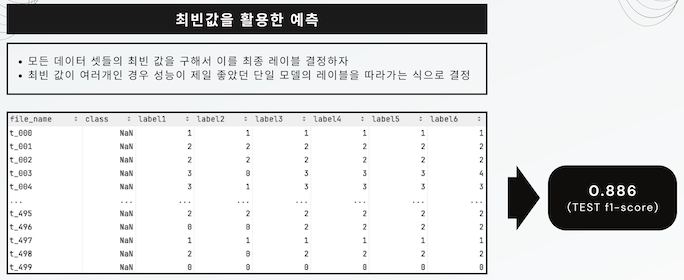 최빈값을 활용한 예측
• 모든 데이터 셋들의 최빈 값을 구해서 이를 최종 레이블 결정하자
• 최빈 값이 여러개인 경우 성능이 제일 좋았던 단일 모델의 레이블을 따라가는 식으로 결정
file_name class label1 label2 label3 label4 label5 label6
t_000 NaN 1 1 1 1 1 1
t_001 NaN 2 2 2 2 2 2
t_002 NaN 2 2 2 2 2 2
t_003 NaN 3 0 3 3 3 4
t_004 NaN 3 1 3 3 3 3
... ... ... ... ... ... ... ...
t_495 NaN 2 2 2 2 2 2
t_496 NaN 0 0 2 2 2 2
t_497 NaN 1 1 1 1 1 1
t_498 NaN 2 0 2 2 2 2
t_499 NaN 0 0 0 0 0 0
0.886
(TEST f1-score)